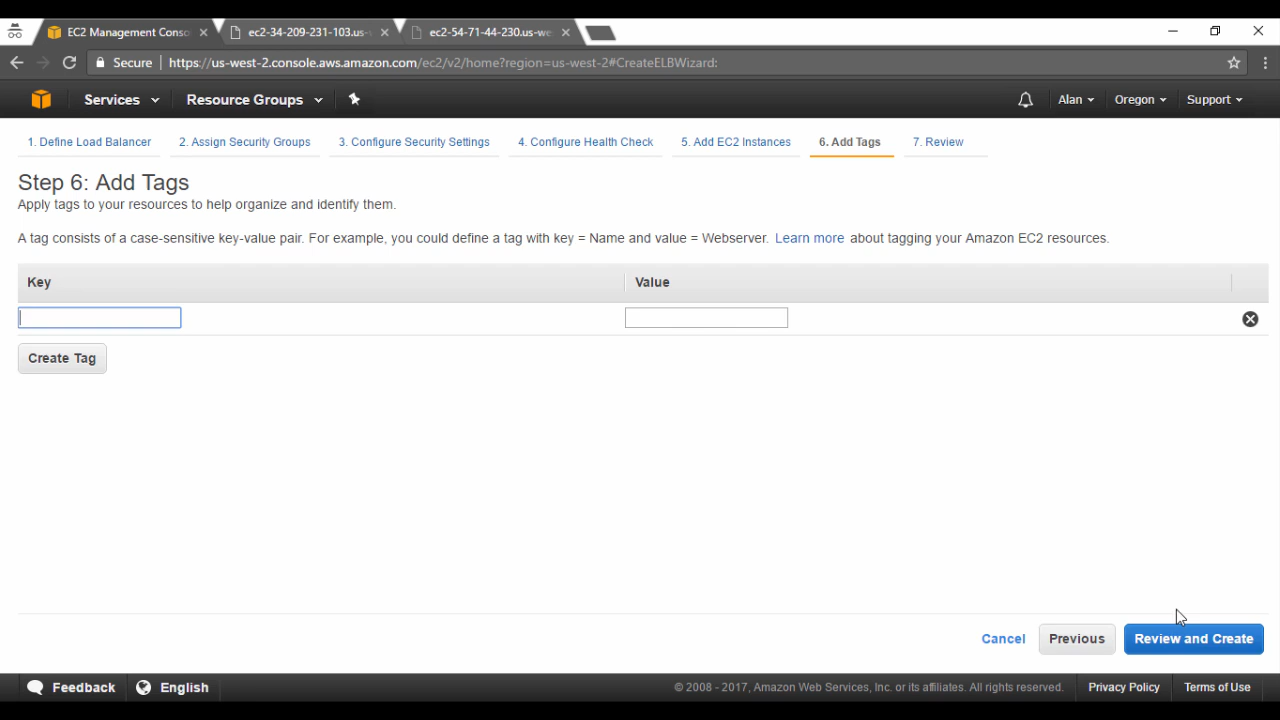 EC2 Management Conso
ec2-34-209-231-103.us-
ec2-54-71-44-230.us-we
Secure
https://us-west-2.console.aws.amazon.com/ec2/v2/home?region=us-west-2#CreateELBWizard:
Services Resource Groups Alan Oregon Support
1. Define Load Balancer 2. Assign Security Groups 3. Configure Security Settings 4. Configure Health Check 5. Add EC2 Instances 6. Add Tags 7. Review
Step 6: Add Tags
Apply tags to your resources to help organize and identify them.
A tag consists of a case-sensitive key-value pair. For example, you could define a tag with key = Name and value = Webserver. Learn more about tagging your Amazon EC2 resources.
Key Value
Create Tag
Cancel Previous Review and Create
Feedback English © 2008 - 2017, Amazon Web Services, Inc. or its affiliates. All rights reserved. Privacy Policy Terms of Use